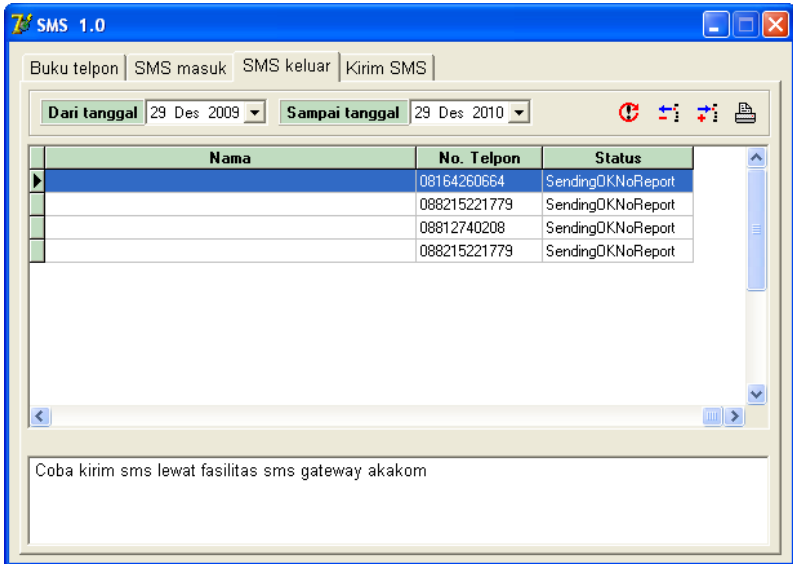 SMS 1.0
Buku telpon SMS masuk SMS keluar Kirim SMS
Dari tanggal 29 Des 2009 Sampai tanggal 29 Des 2010
Nama No. Telpon Status
08164260664 SendingOKNoReport
088215221779 SendingOKNoReport
08812740208 SendingOKNoReport
088215221779 SendingOKNoReport
Coba kirim sms lewat fasilitas sms gateway akakom